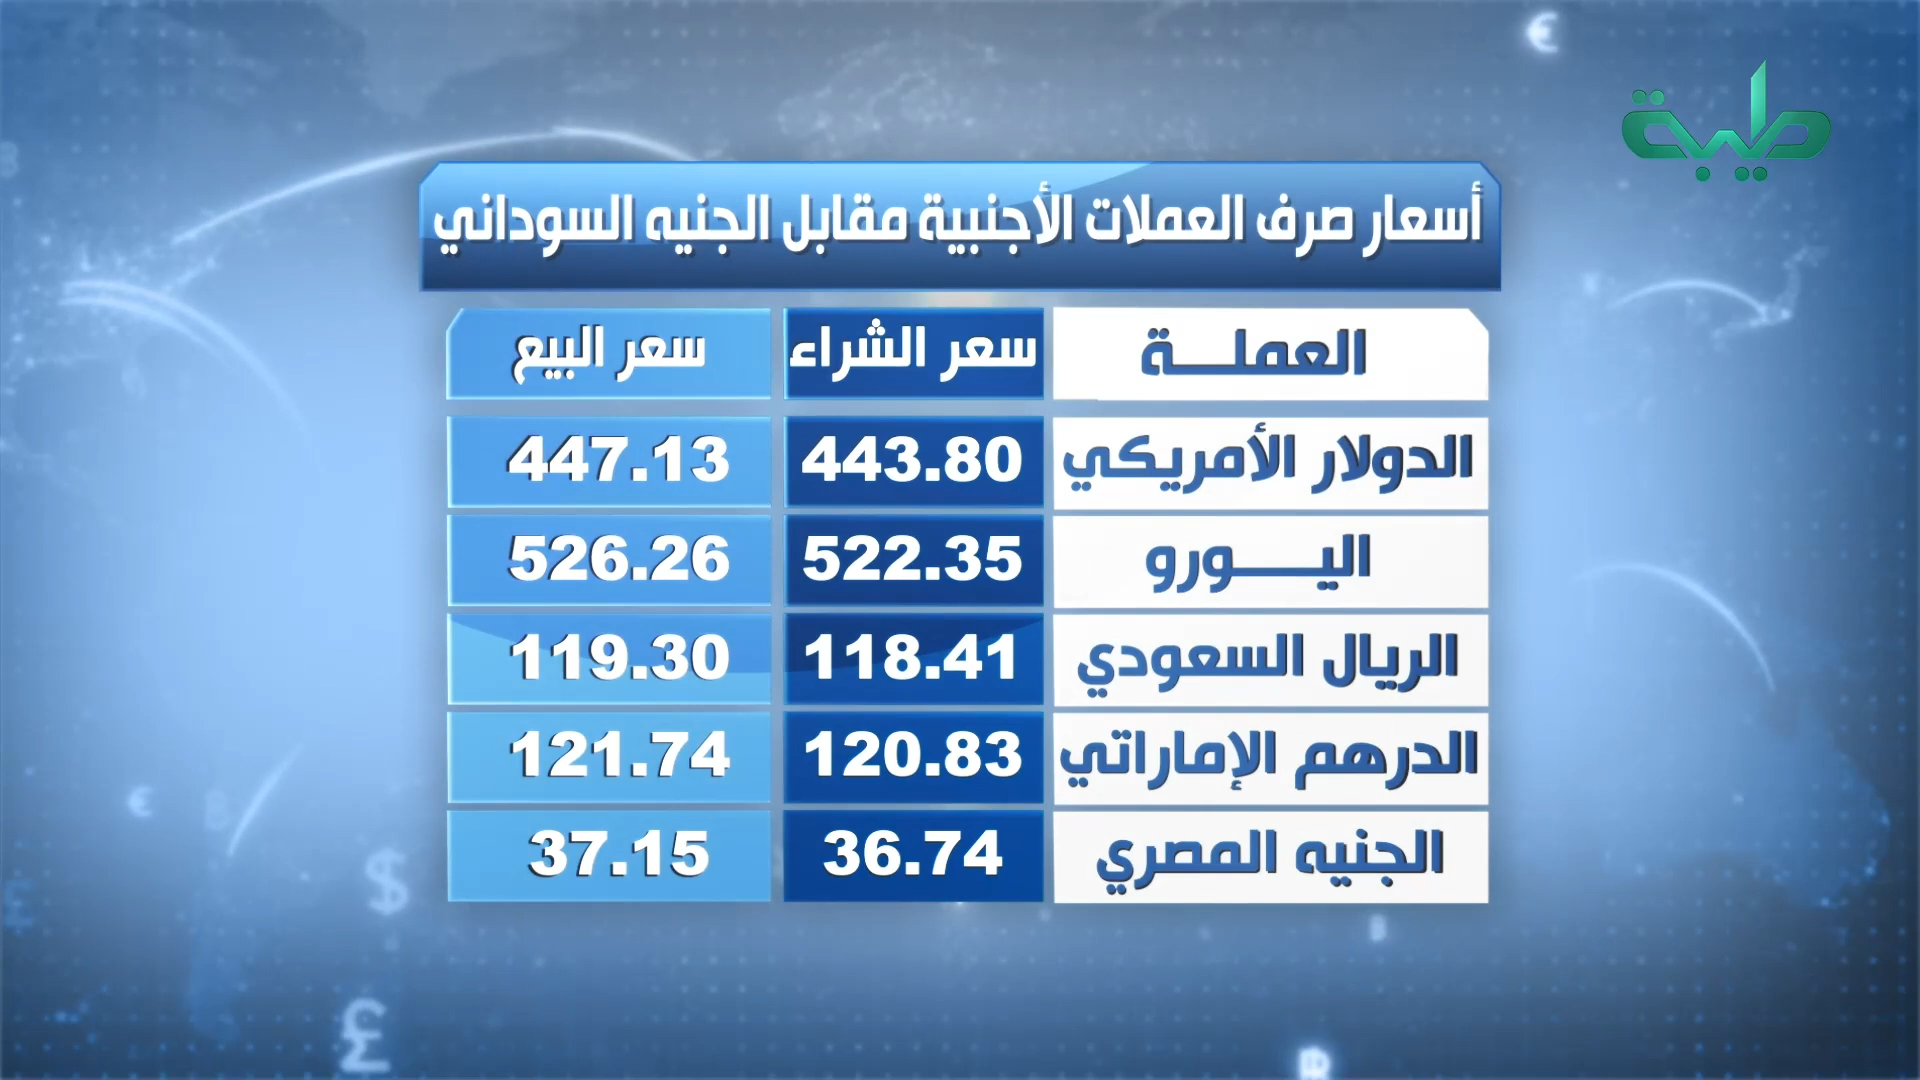 طيبة
أسعار صرف العملات الأجنبية مقابل الجنيه السوداني
العملـــة سعر الشراء سعر البيع
الدولار الأمريكي 443.80 447.13
اليـــــورو 522.35 526.26
الريال السعودي 118.41 119.30
الدرهم الإماراتي 120.83 121.74
الجنيه المصري 36.74 37.15